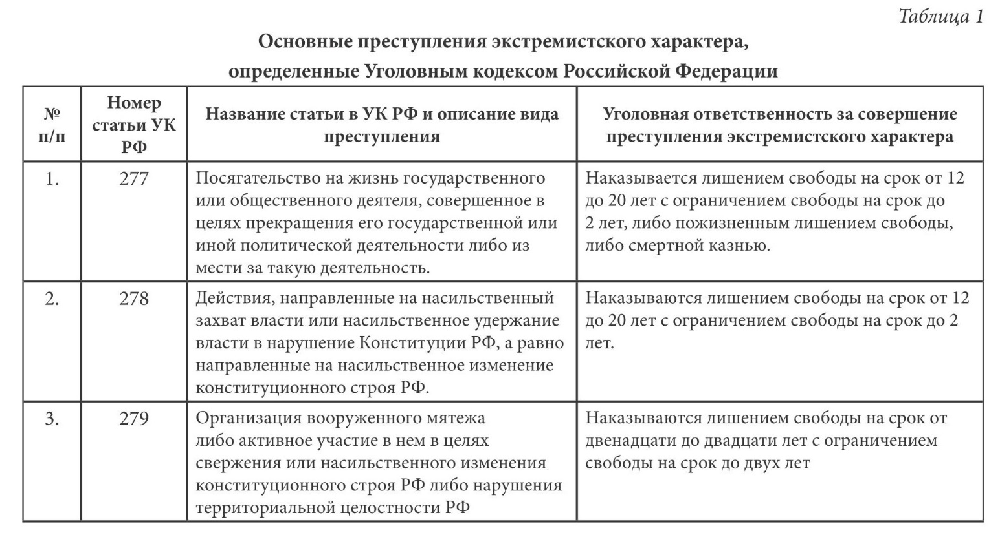 Таблица 1
Основные преступления экстремистского характера,
определенные Уголовным кодексом Российской Федерации
№
п/п
Номер
статьи УК
РФ
Название статьи в УК РФ и описание вида
преступления
Уголовная ответственность за совершение
преступления экстремистского характера
1.
277
Посягательство на жизнь государственного
или общественного деятеля, совершенное в
целях прекращения его государственной или
иной политической деятельности либо из
мести за такую деятельность.
Наказывается лишением свободы на срок от 12
до 20 лет с ограничением свободы на срок до
2 лет, либо пожизненным лишением свободы,
либо смертной казнью.
2.
278
Действия, направленные на насильственный
захват власти или насильственное удержание
власти в нарушение Конституции РФ, а равно
направленные на насильственное изменение
конституционного строя РФ.
Наказываются лишением свободы на срок от 12
до 20 лет с ограничением свободы на срок до 2
лет.
3.
279
Организация вооруженного мятежа
либо активное участие в нем в целях
свержения или насильственного изменения
конституционного строя РФ либо нарушения
территориальной целостности РФ
Наказываются лишением свободы на срок от
двенадцати до двадцати лет с ограничением
свободы на срок до двух лет